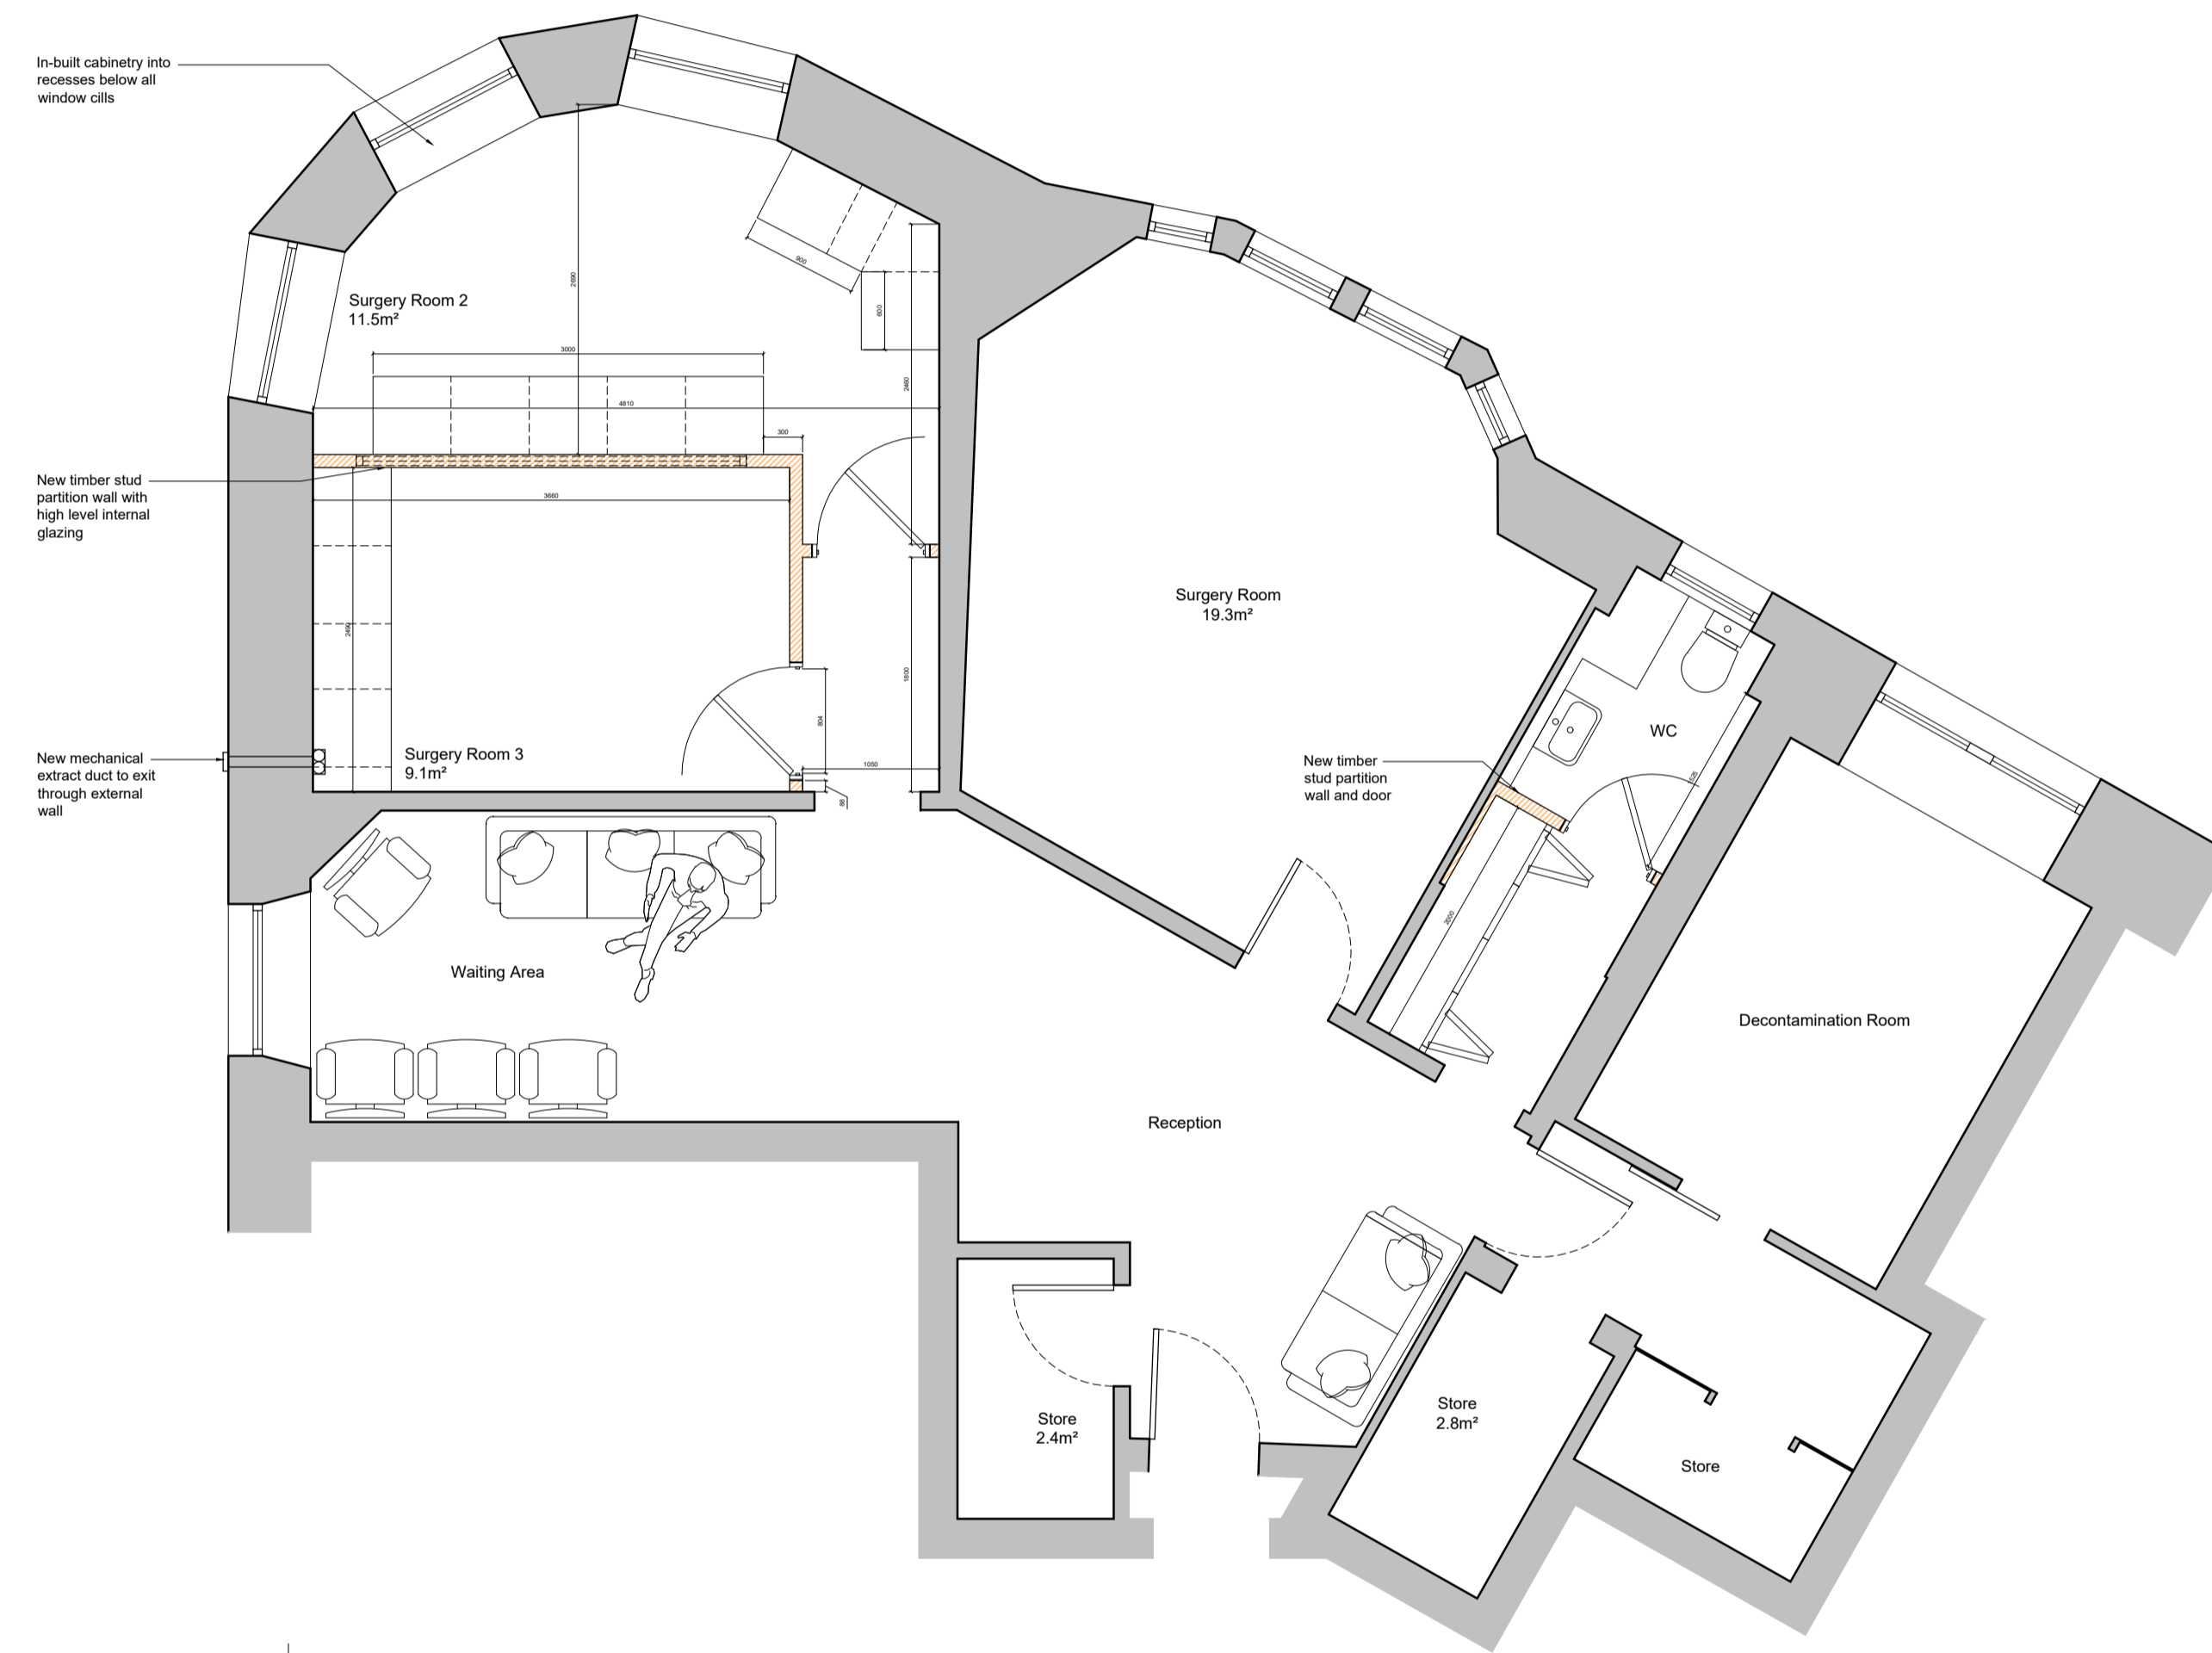 In-built cabinetry into
recesses below all
window cills
2690
900
600
Surgery Room 2
11.5m²
3000
2460
4810
300
New timber stud
partition wall with
high level internal
glazing
3660
Surgery Room
19.3m²
2490
1800
804
WC
New mechanical
extract duct to exit
through external
wall
Surgery Room 3
9.1m²
1050
88
New timber
stud partition
wall and door
2000
Waiting Area
Decontamination Room
Reception
Store
2.4m²
Store
2.8m²
Store